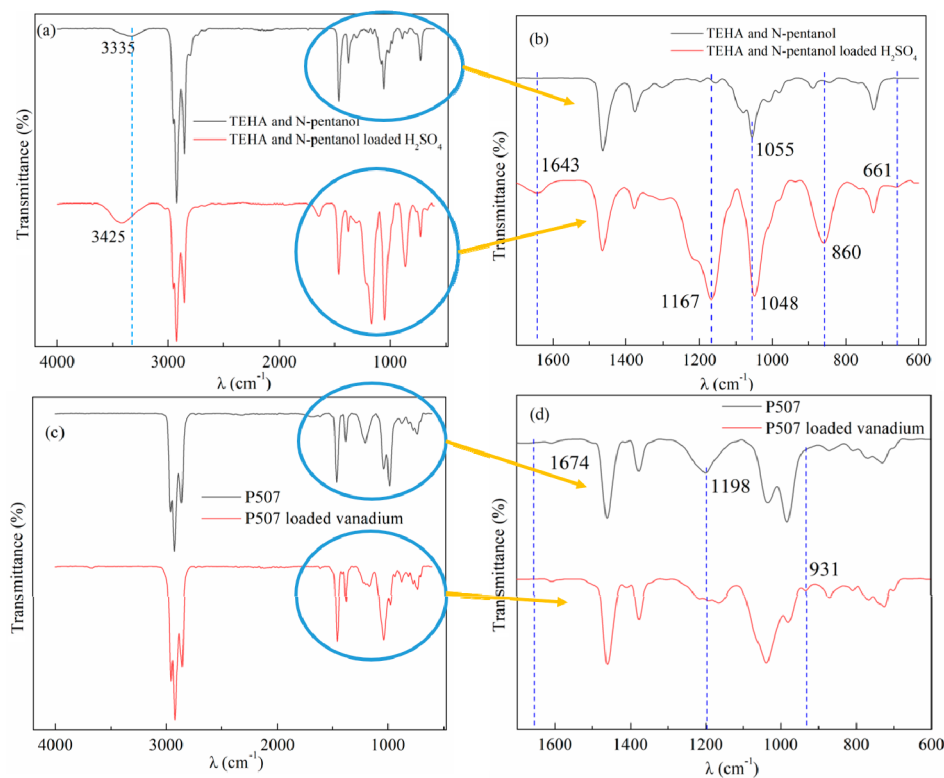 (a)
3335
TEHA and N-pentanol
TEHA and N-pentanol loaded H₂SO₄
3425
Transmittance (%)
4000 3000 2000 1000
λ (cm⁻¹)
(b)
TEHA and N-pentanol
TEHA and N-pentanol loaded H₂SO₄
1643
1055
661
860
1167
1048
Transmittance (%)
1600 1400 1200 1000 800 600
λ (cm⁻¹)
(c)
P507
P507 loaded vanadium
Transmittance (%)
4000 3000 2000 1000
λ (cm⁻¹)
(d)
P507
P507 loaded vanadium
1674
1198
931
Transmittance (%)
1600 1400 1200 1000 800 600
λ (cm⁻¹)